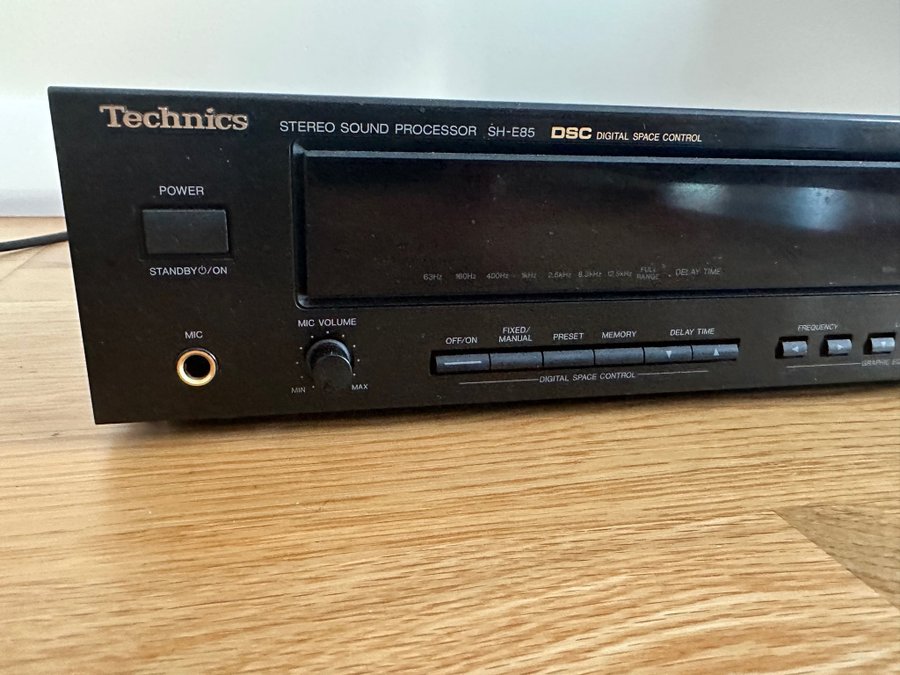 Technics
STEREO SOUND PROCESSOR SH-E85 DSC DIGITAL SPACE CONTROL
POWER
STANDBY⏻/ON
63Hz 160Hz 400Hz 1kHz 2.5kHz 6.3kHz 12.5kHz FULL RANGE DELAY TIME
MIC
MIC VOLUME
MIN MAX
OFF/ON FIXED/MANUAL PRESET MEMORY DELAY TIME
DIGITAL SPACE CONTROL
FREQUENCY
GRAPHIC